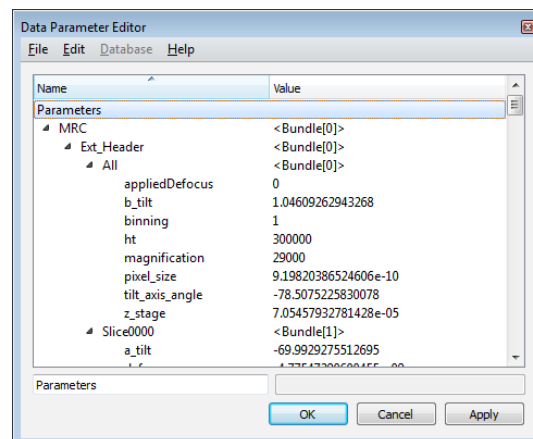 Data Parameter Editor
File Edit Database Help
Name Value
Parameters
MRC <Bundle[0]>
Ext_Header <Bundle[0]>
All <Bundle[0]>
appliedDefocus 0
b_tilt 1.04609262943268
binning 1
ht 300000
magnification 29000
pixel_size 9.19820386524606e-10
tilt_axis_angle -78.5075225830078
z_stage 7.05457932781428e-05
Slice0000 <Bundle[1]>
a_tilt -69.9929275512695
Parameters
OK Cancel Apply